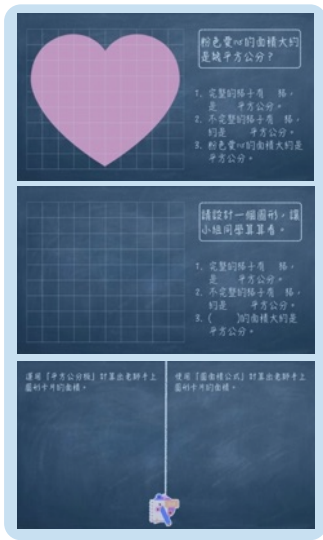 粉色愛心的面積大約
是幾平方公分？
1. 完整的格子有　格，
是　平方公分。
2. 不完整的格子有　格，
約是　平方公分。
3. 粉色愛心的面積大約是
平方公分。
請設計一個圖形，讓
小組同學算算看。
1. 完整的格子有　格，
是　平方公分。
2. 不完整的格子有　格，
約是　平方公分。
3. (　　)的面積大約是
平方公分。
運用「平方公分板」計算出老師手上
圖形卡片的面積。
使用「圓面積公式」計算出老師手上
圖形卡片的面積。